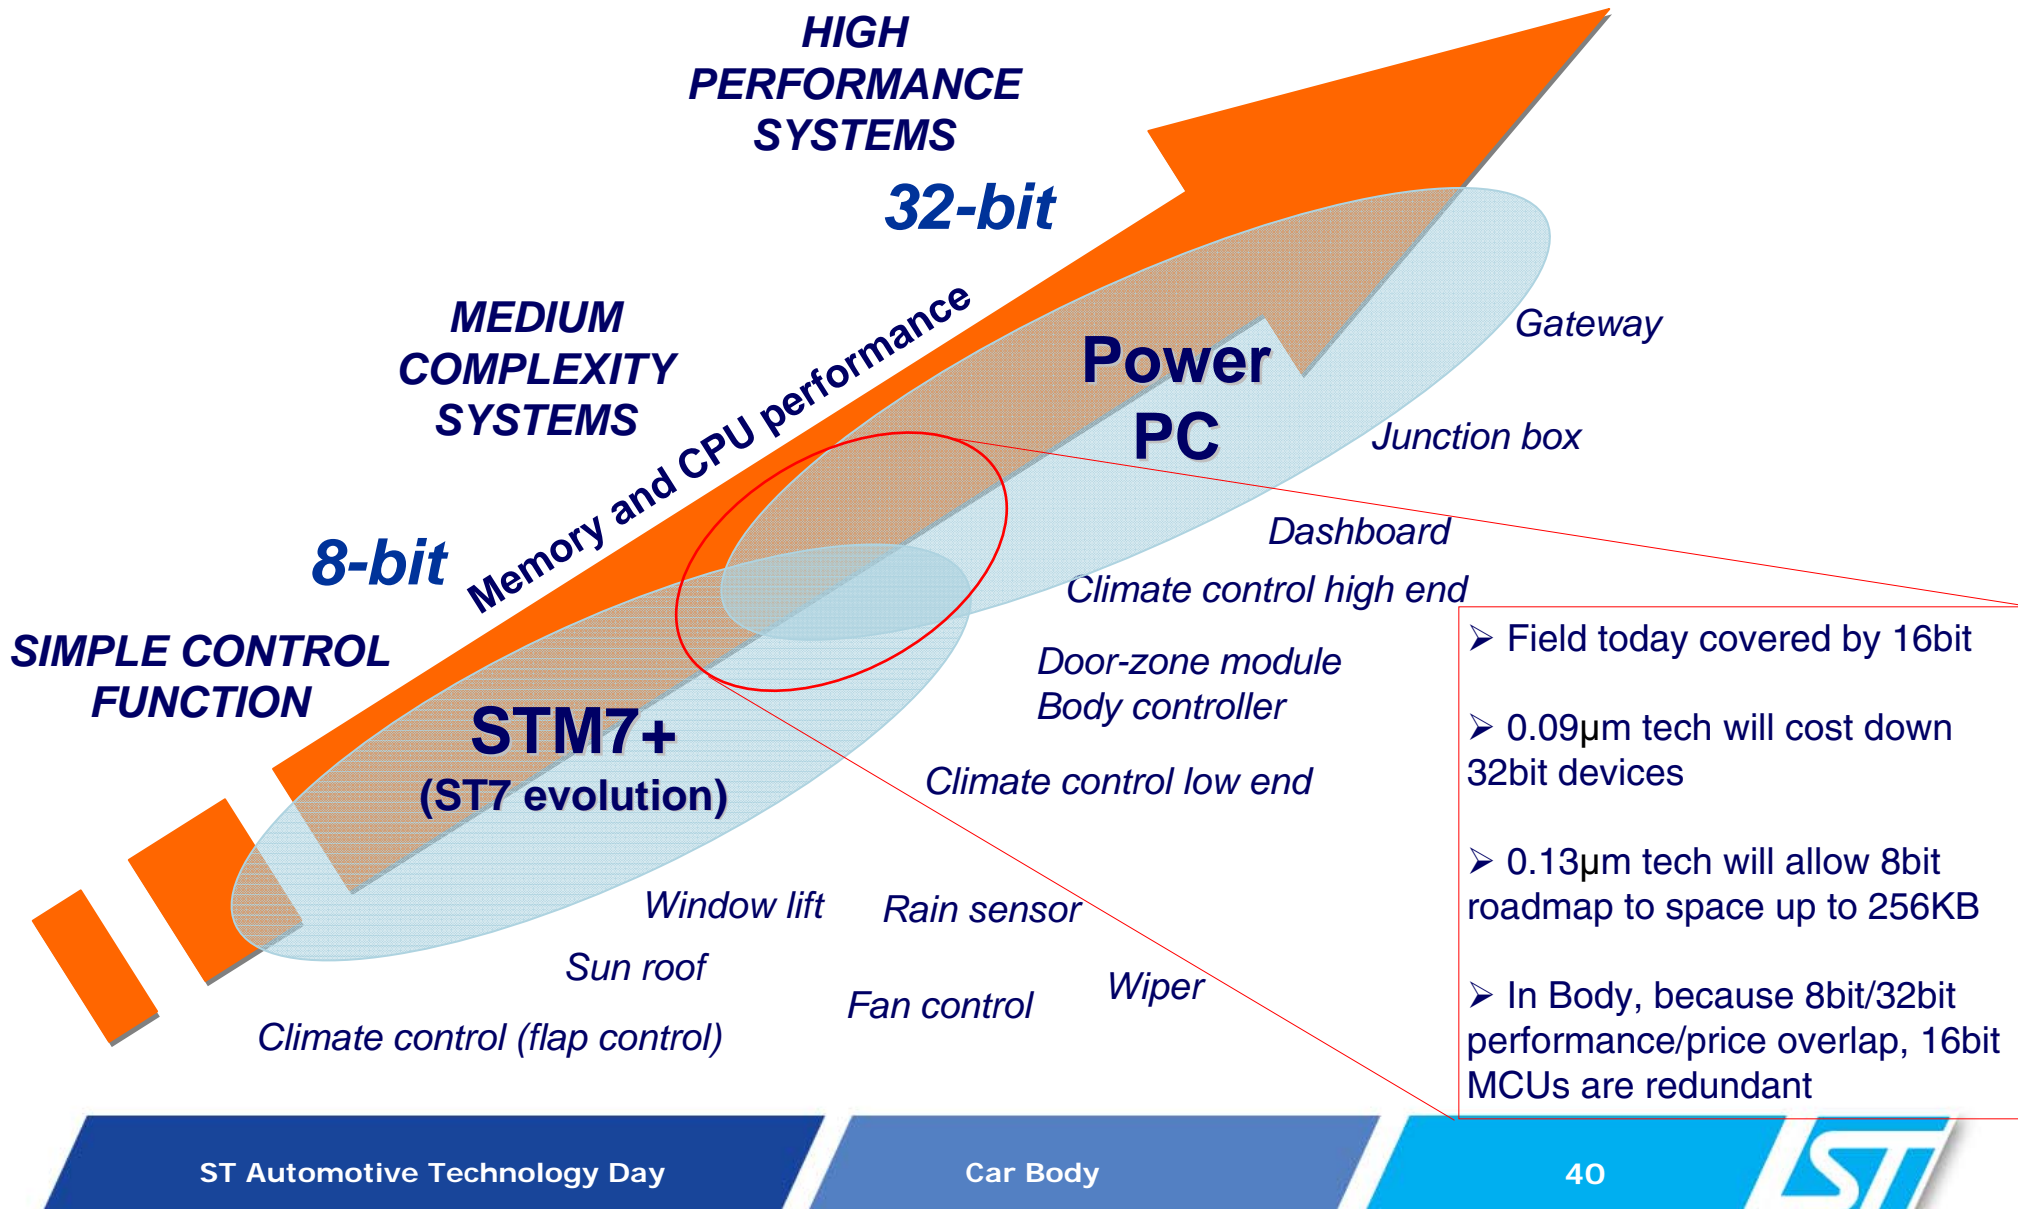 HIGH
PERFORMANCE
SYSTEMS
32-bit
MEDIUM
COMPLEXITY
SYSTEMS
Memory and CPU performance
8-bit
SIMPLE CONTROL
FUNCTION
Power
PC
STM7+
(ST7 evolution)
Gateway
Junction box
Dashboard
Climate control high end
Door-zone module
Body controller
Climate control low end
Window lift
Rain sensor
Sun roof
Wiper
Fan control
Climate control (flap control)
➢ Field today covered by 16bit
➢ 0.09µm tech will cost down
32bit devices
➢ 0.13µm tech will allow 8bit
roadmap to space up to 256KB
➢ In Body, because 8bit/32bit
performance/price overlap, 16bit
MCUs are redundant
ST Automotive Technology Day
Car Body
40
ST